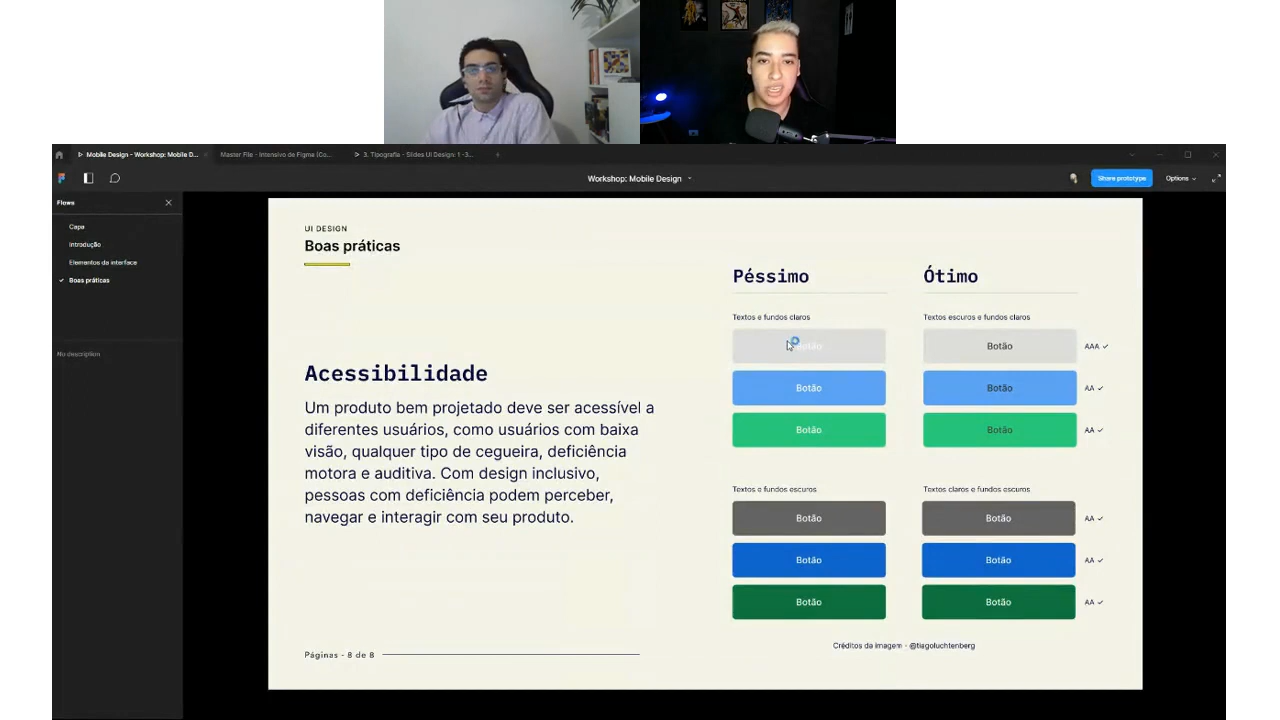 Mobile Design - Workshop: Mobile D...
Master File - Intensivo de Figma (Co...
3. Tipografia - Slides UI Design: 1 -3...
Workshop: Mobile Design
Share prototype
Options
Flows
Capa
Introdução
Elementos da interface
Boas práticas
No description
UI DESIGN
Boas práticas
Acessibilidade
Um produto bem projetado deve ser acessível a
diferentes usuários, como usuários com baixa
visão, qualquer tipo de cegueira, deficiência
motora e auditiva. Com design inclusivo,
pessoas com deficiência podem perceber,
navegar e interagir com seu produto.
Páginas - 8 de 8
Péssimo
Textos e fundos claros
Botão
Botão
Botão
Textos e fundos escuros
Botão
Botão
Botão
Ótimo
Textos escuros e fundos claros
Botão AAA ✓
Botão AA ✓
Botão AA ✓
Textos claros e fundos escuros
Botão AA ✓
Botão AA ✓
Botão AA ✓
Créditos da imagem - @tiagoluchtenberg